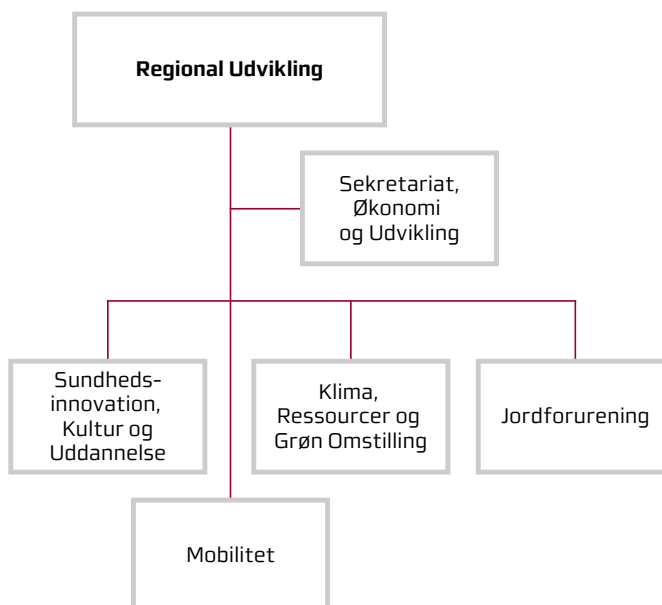 Regional Udvikling
Sekretariat,
Økonomi
og Udvikling
Sundheds-
innovation,
Kultur og
Uddannelse
Klima,
Ressourcer og
Grøn Omstilling
Jordforurening
Mobilitet